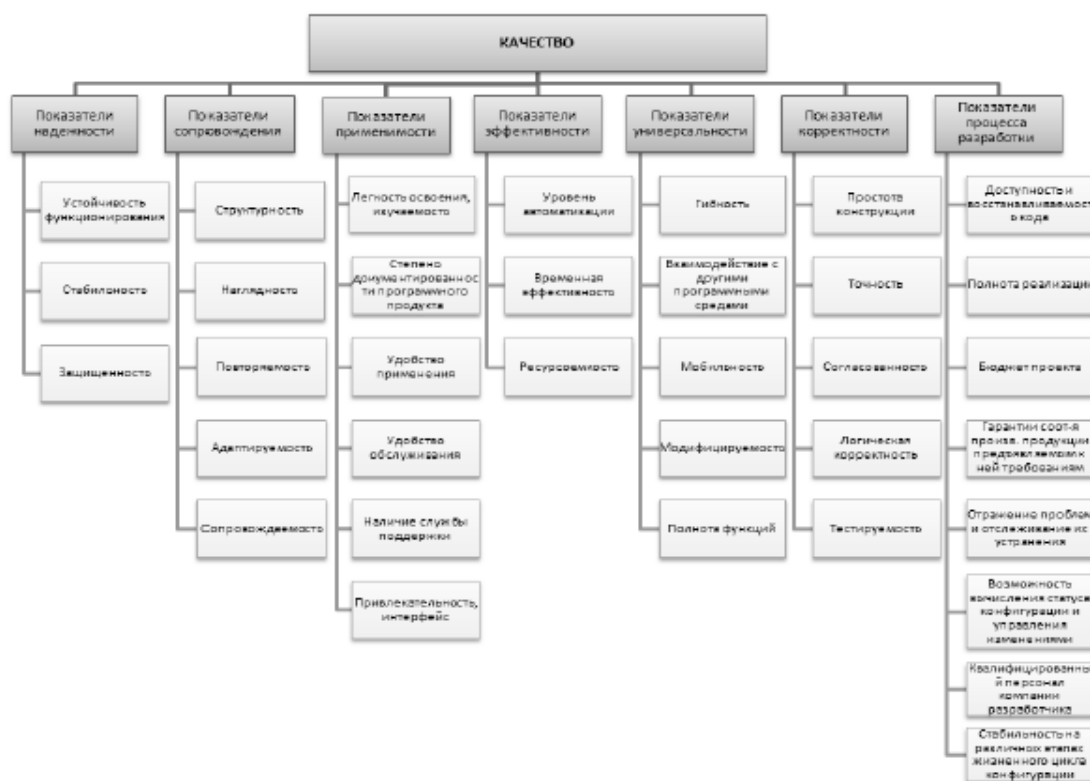 КАЧЕСТВО
Показатели
надежности
Устойчивость
функционирования
Стабильность
Защищенность
Показатели
сопровождения
Структурность
Наглядность
Повторяемость
Адаптируемость
Сопровождаемость
Показатели
применимости
Легкость освоения,
изучаемость
Степень
документированнос
ти программного
продукта
Удобство
применения
Удобство
обслуживания
Наличие службы
поддержки
Привлекательность,
интерфейс
Показатели
эффективности
Уровень
автоматизации
Временная
эффективность
Ресурсоемкость
Показатели
универсальности
Гибкость
Взаимодействие с
другими
программными
средами
Мобильность
Модифицируемость
Полнота функций
Показатели
корректности
Простота
конструкции
Точность
Согласованность
Логическая
корректность
Тестируемость
Показатели
процесса
разработки
Доступность и
восстанавливаемост
ь кода
Полнота реализации
Бюджет проекта
Гарантии соот-я
произв. продукции
предъявляемым к
ней требованиям
Отражение проблем
и отслеживание их
устранения
Возможность
вычисления статуса
конфигурации и
управления
изменениями
Квалифицированны
й персонал
компании
разработчика
Стабильность на
различных этапах
жизненного цикла
конфигурации